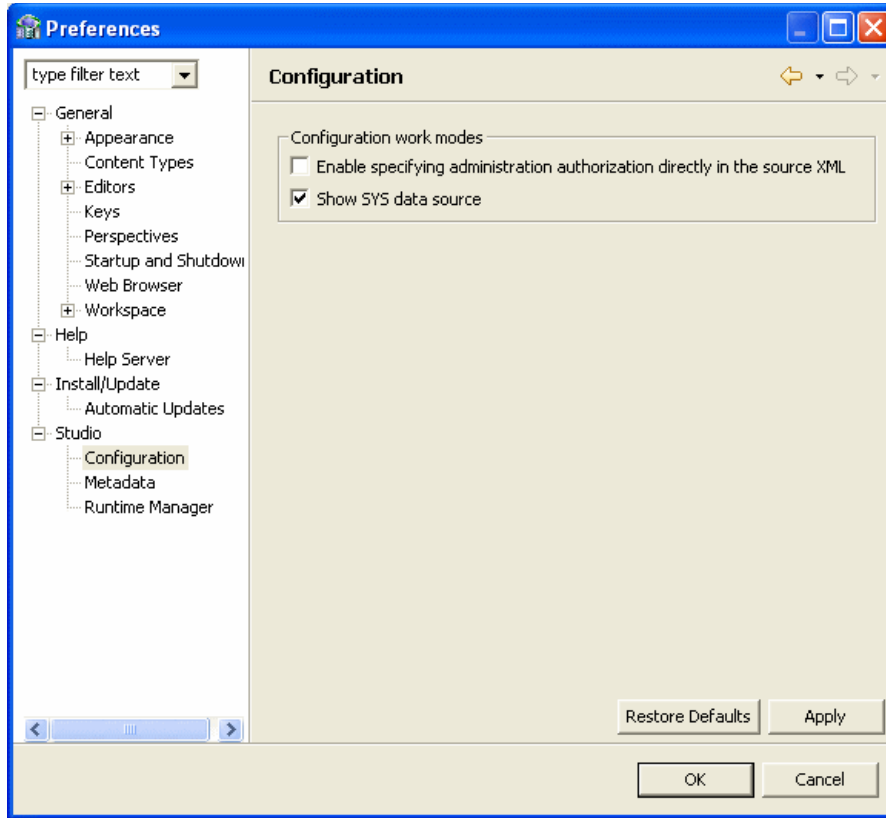 Preferences
type filter text
Configuration
General
Appearance
Content Types
Editors
Keys
Perspectives
Startup and Shutdow
Web Browser
Workspace
Help
Help Server
Install/Update
Automatic Updates
Studio
Configuration
Metadata
Runtime Manager
Configuration work modes
Enable specifying administration authorization directly in the source XML
Show SYS data source
Restore Defaults
Apply
OK
Cancel